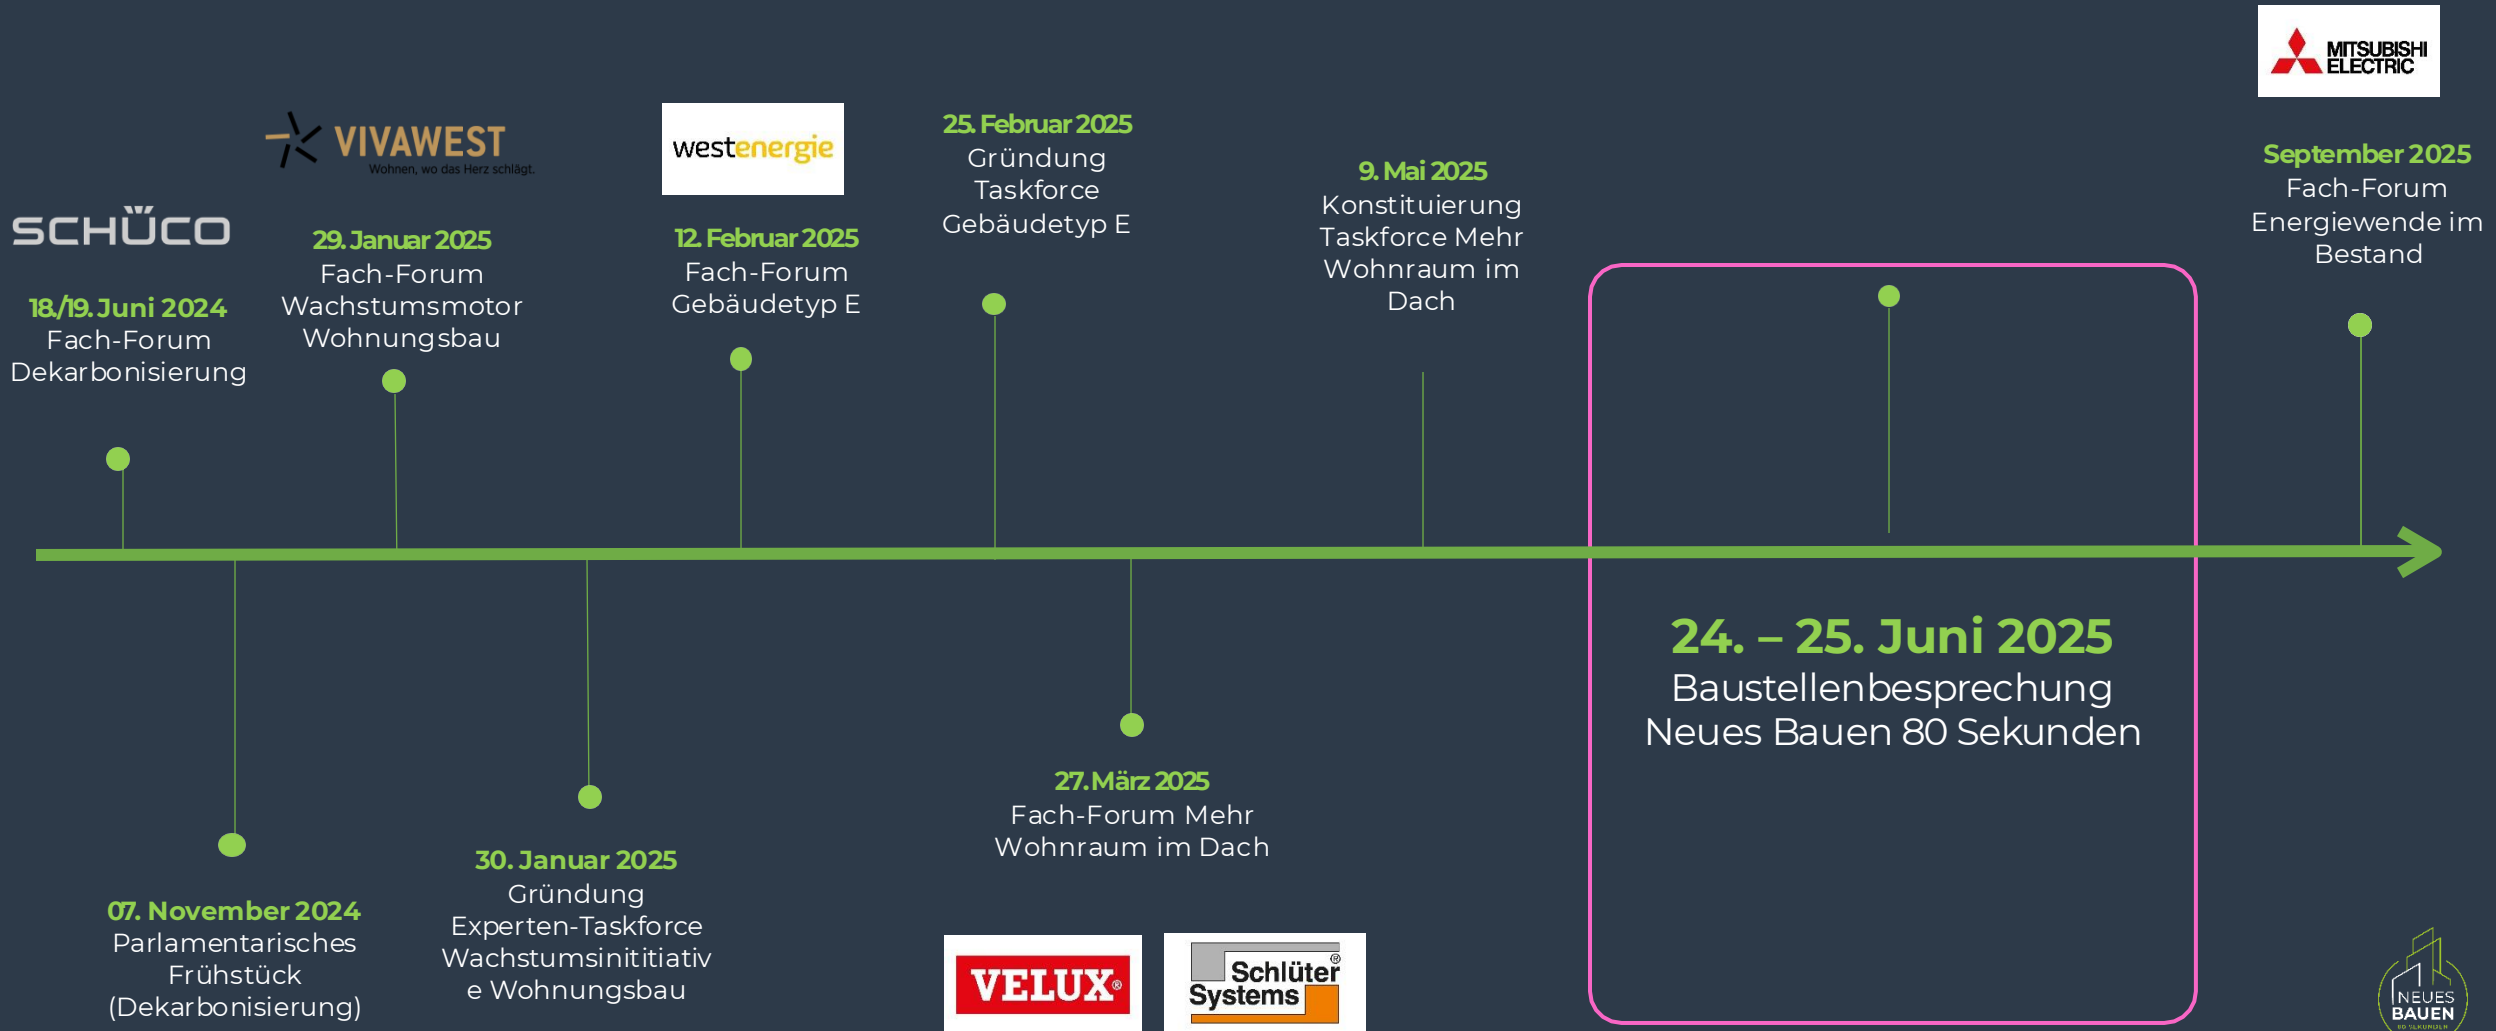 SCHÜCO
18./19. Juni 2024
Fach-Forum
Dekarbonisierung
VIVAWEST
Wohnen, wo das Herz schlägt.
29. Januar 2025
Fach-Forum
Wachstumsmotor
Wohnungsbau
westenergie
12. Februar 2025
Fach-Forum
Gebäudetyp E
25. Februar 2025
Gründung
Taskforce
Gebäudetyp E
9. Mai 2025
Konstituierung
Taskforce Mehr
Wohnraum im
Dach
MITSUBISHI
ELECTRIC
September 2025
Fach-Forum
Energiewende im
Bestand
07. November 2024
Parlamentarisches
Frühstück
(Dekarbonisierung)
30. Januar 2025
Gründung
Experten-Taskforce
Wachstumsinititiativ
e Wohnungsbau
27. März 2025
Fach-Forum Mehr
Wohnraum im Dach
VELUX®
Schlüter®
Systems
24. – 25. Juni 2025
Baustellenbesprechung
Neues Bauen 80 Sekunden
NEUES
BAUEN
80 SEKUNDEN